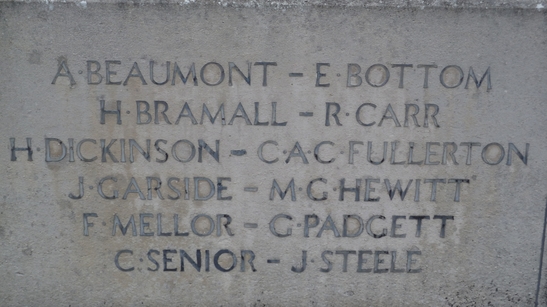 A·BEAUMONT – E·BOTTOM
H·BRAMALL – R·CARR
H·DICKINSON – C·A·C·FULLERTON
J·GARSIDE – M·G·HEWITT
F·MELLOR – G·PADGETT
C·SENIOR – J·STEELE